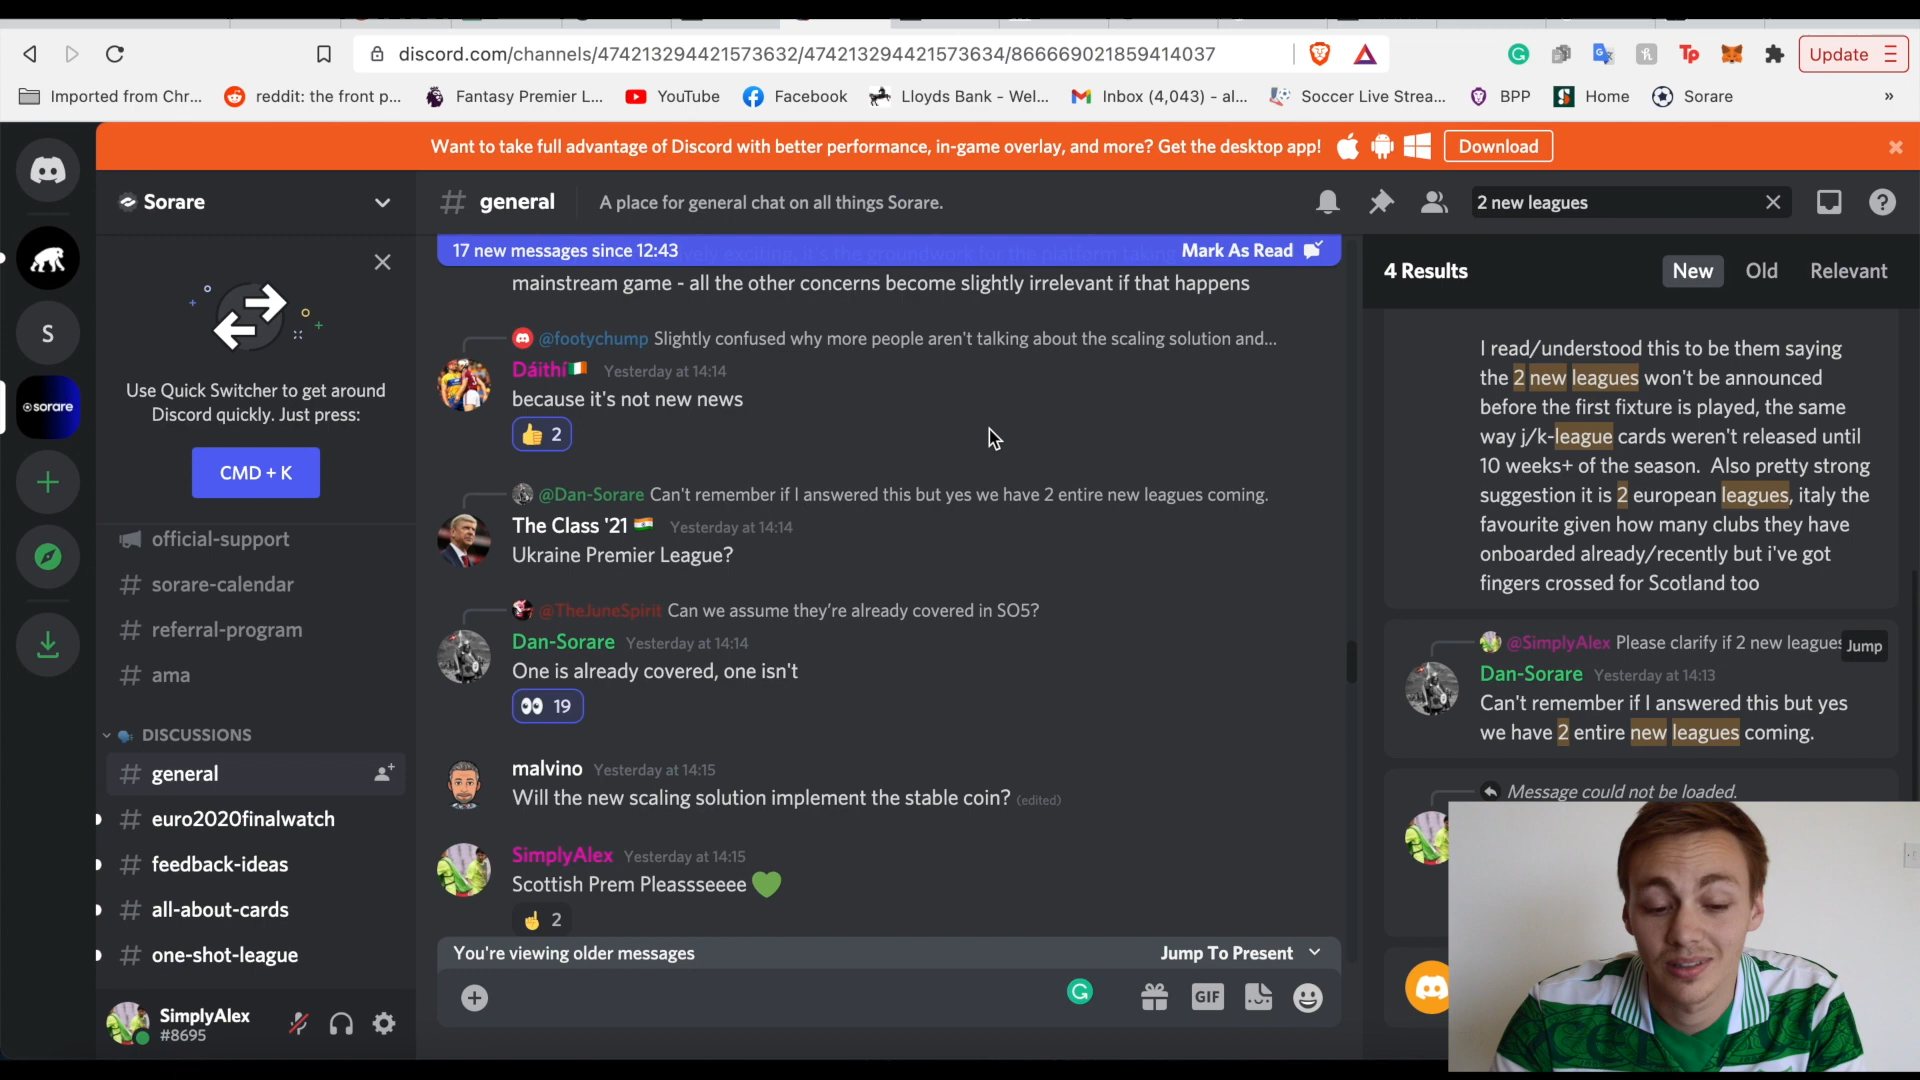 discord.com/channels/474213294421573632/474213294421573634/866669021859414037
Update
Imported from Chr...
reddit: the front p...
Fantasy Premier L...
YouTube
Facebook
Lloyds Bank - Wel...
Inbox (4,043) - al...
Soccer Live Strea...
BPP
Home
Sorare
»
Want to take full advantage of Discord with better performance, in-game overlay, and more? Get the desktop app!
Download
Sorare
Use Quick Switcher to get around
Discord quickly. Just press:
CMD + K
S
sorare
official-support
# sorare-calendar
# referral-program
# ama
DISCUSSIONS
# general
# euro2020finalwatch
# feedback-ideas
# all-about-cards
# one-shot-league
SimplyAlex
#8695
# general
A place for general chat on all things Sorare.
17 new messages since 12:43
Mark As Read
mainstream game - all the other concerns become slightly irrelevant if that happens
@footychump Slightly confused why more people aren't talking about the scaling solution and...
Dáithí🇮🇪 Yesterday at 14:14
because it's not new news
👍 2
@Dan-Sorare Can't remember if I answered this but yes we have 2 entire new leagues coming.
The Class '21 🇮🇳 Yesterday at 14:14
Ukraine Premier League?
@TheJuneSpirit Can we assume they're already covered in SO5?
Dan-Sorare Yesterday at 14:14
One is already covered, one isn't
👀 19
malvino Yesterday at 14:15
Will the new scaling solution implement the stable coin? (edited)
SimplyAlex Yesterday at 14:15
Scottish Prem Pleassseeee 💚
☝ 2
You're viewing older messages
Jump To Present
GIF
2 new leagues
4 Results
New
Old
Relevant
I read/understood this to be them saying
the 2 new leagues won't be announced
before the first fixture is played, the same
way j/k-league cards weren't released until
10 weeks+ of the season. Also pretty strong
suggestion it is 2 european leagues, italy the
favourite given how many clubs they have
onboarded already/recently but i've got
fingers crossed for Scotland too
@SimplyAlex Please clarify if 2 new leagues
Jump
Dan-Sorare Yesterday at 14:13
Can't remember if I answered this but yes
we have 2 entire new leagues coming.
Message could not be loaded.